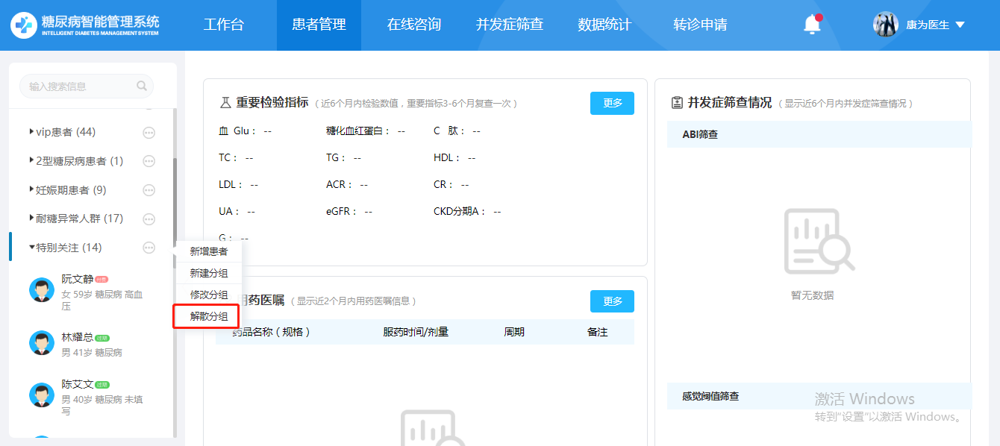 糖尿病智能管理系统
INTELLIGENT DIABETES MANAGEMENT SYSTEM
工作台
患者管理
在线咨询
并发症筛查
数据统计
转诊申请
康为医生
输入搜索信息
vip患者 (44)
2型糖尿病患者 (1)
妊娠期患者 (9)
耐糖异常人群 (17)
特别关注 (14)
阮文静
女 59岁 糖尿病 高血
压
林耀总
男 41岁 糖尿病
陈艾文
男 40岁 糖尿病 未填
写
新增患者
新建分组
修改分组
解散分组
重要检验指标 ( 近6个月内检验数值，重要指标3-6个月复查一次 )
更多
血 Glu： -- 糖化血红蛋白： -- C 肽： --
TC： -- TG： -- HDL： --
LDL： -- ACR： -- CR： --
UA： -- eGFR： -- CKD分期A： --
G： --
用药医嘱 ( 显示近2个月内用药医嘱信息 )
更多
药品名称 ( 规格 ) 服药时间/剂量 周期 备注
并发症筛查情况 ( 显示近6个月内并发症筛查情况 )
ABI筛查
暂无数据
感觉阈值筛查
激活 Windows
转到"设置"以激活 Windows。